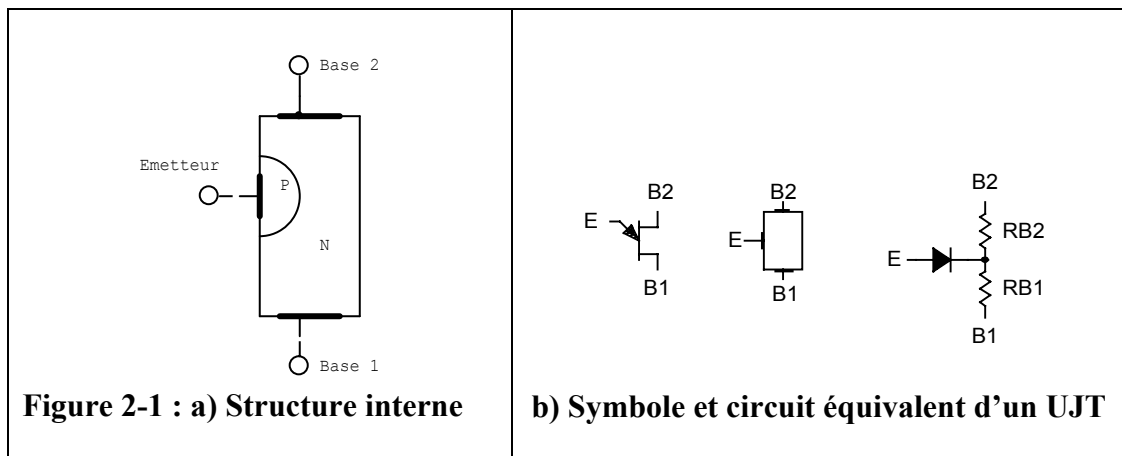 Base 2
Emetteur
P
N
Base 1
Figure 2-1 : a) Structure interne
B2
E
B1
B2
E
B1
B2
RB2
E
RB1
B1
b) Symbole et circuit équivalent d’un UJT